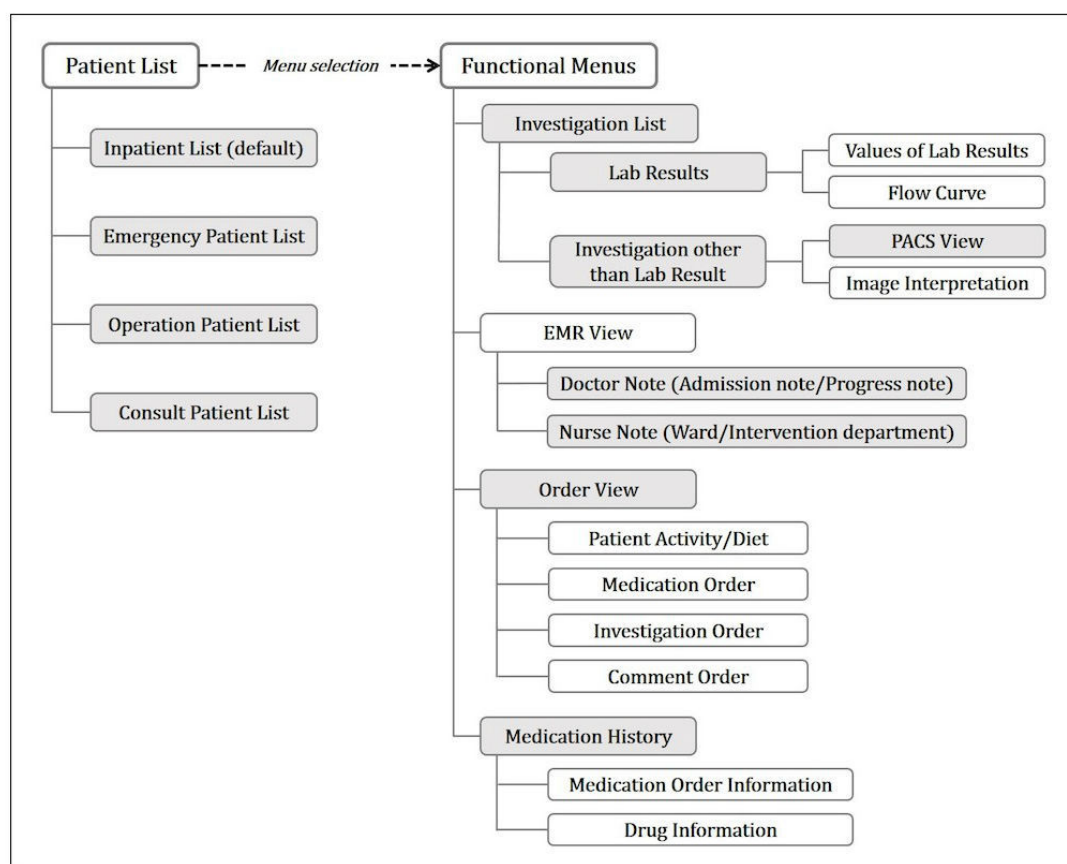 Patient List
Menu selection
Functional Menus
Inpatient List (default)
Emergency Patient List
Operation Patient List
Consult Patient List
Investigation List
Lab Results
Values of Lab Results
Flow Curve
Investigation other
than Lab Result
PACS View
Image Interpretation
EMR View
Doctor Note (Admission note/Progress note)
Nurse Note (Ward/Intervention department)
Order View
Patient Activity/Diet
Medication Order
Investigation Order
Comment Order
Medication History
Medication Order Information
Drug Information